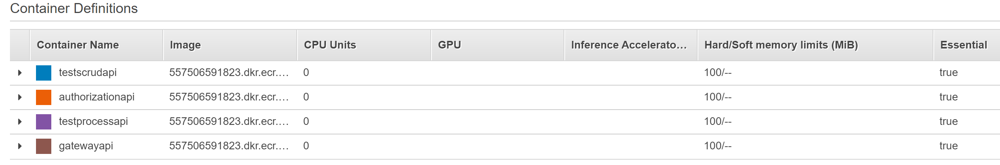 Container Definitions
Container Name Image CPU Units GPU Inference Accelerato... Hard/Soft memory limits (MiB) Essential
testscrudapi 557506591823.dkr.ecr.... 0 100/-- true
authorizationapi 557506591823.dkr.ecr.... 0 100/-- true
testprocessapi 557506591823.dkr.ecr.... 0 100/-- true
gatewayapi 557506591823.dkr.ecr.... 0 100/-- true